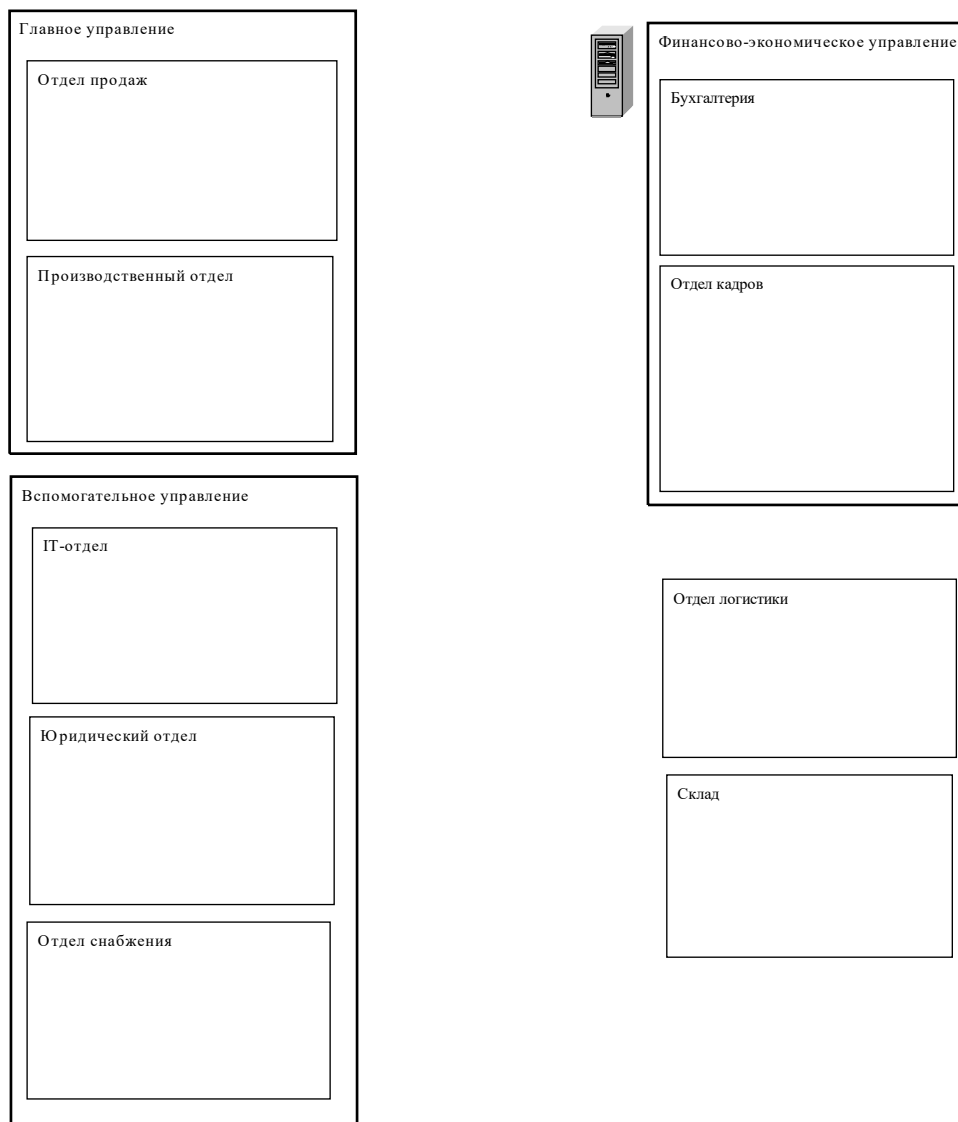 Главное управление
Отдел продаж
Производственный отдел
Вспомогательное управление
IT-отдел
Юридический отдел
Отдел снабжения
Финансово-экономическое управление
Бухгалтерия
Отдел кадров
Отдел логистики
Склад